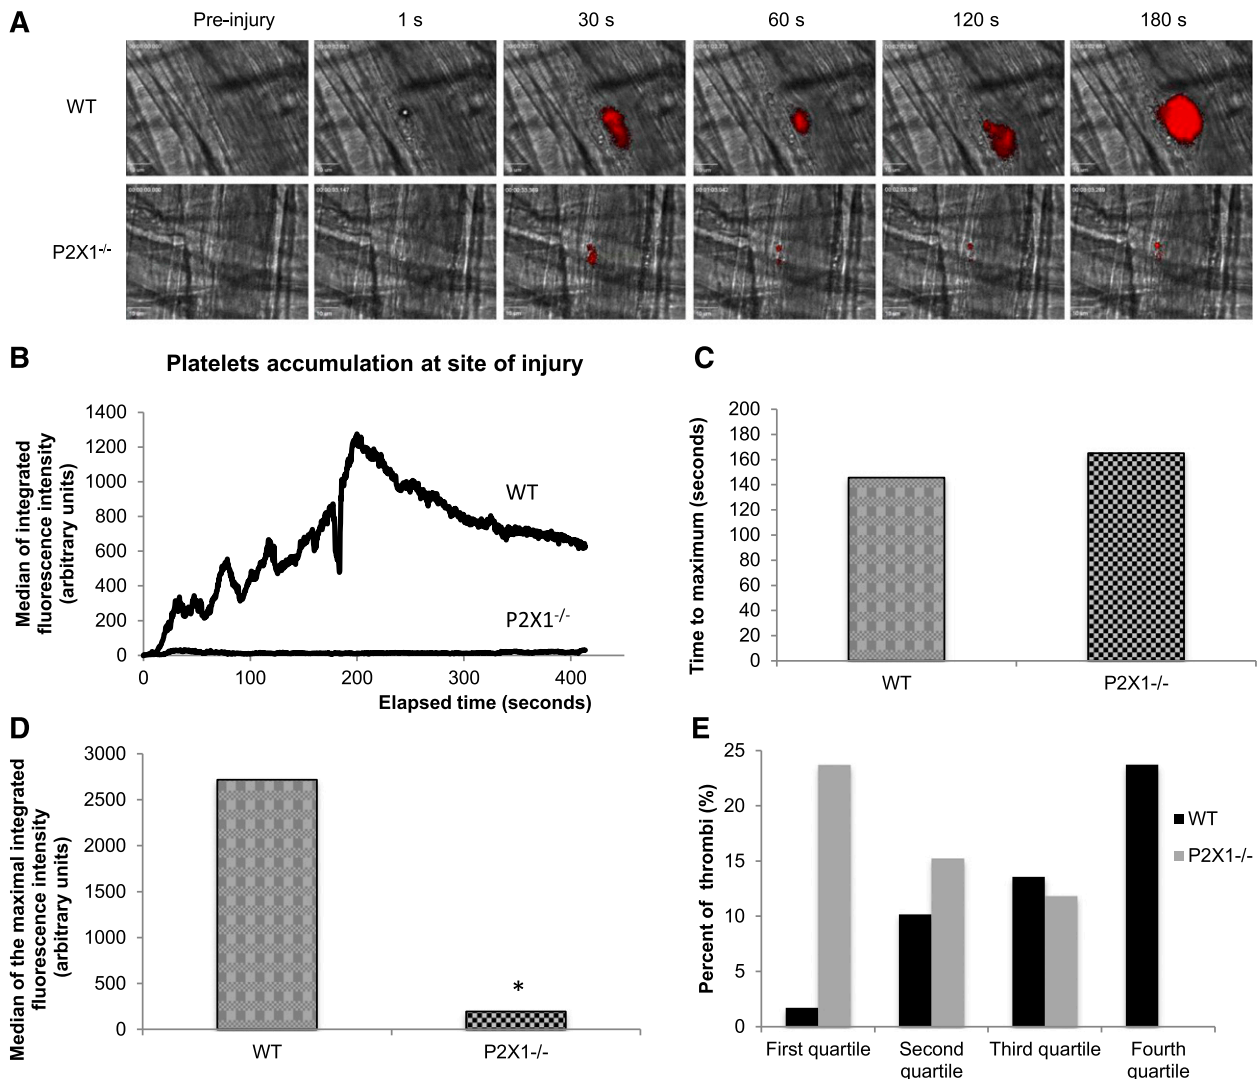 A
Pre-injury 1 s 30 s 60 s 120 s 180 s
WT
P2X1-/-
B
Platelets accumulation at site of injury
Median of integrated
fluorescence intensity
(arbitrary units)
1400
1200
1000
800
600
400
200
0
WT
P2X1-/-
0 100 200 300 400
Elapsed time (seconds)
C
Time to maximum (seconds)
200
180
160
140
120
100
80
60
40
20
0
WT P2X1-/-
D
Median of the maximal integrated
fluorescence intensity
(arbitrary units)
3000
2500
2000
1500
1000
500
0
*
WT P2X1-/-
E
Percent of thrombi (%)
25
20
15
10
5
0
WT
P2X1-/-
First quartile Second Third quartile Fourth
quartile quartile